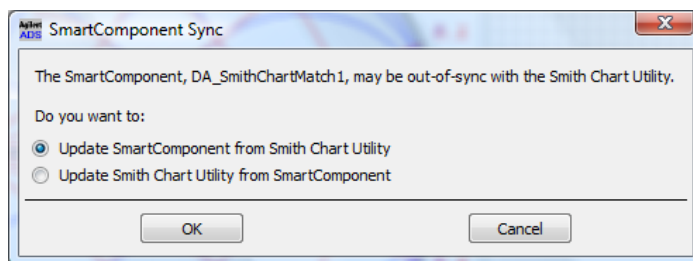 Agilent
ADS
SmartComponent Sync
The SmartComponent, DA_SmithChartMatch1, may be out-of-sync with the Smith Chart Utility.
Do you want to:
Update SmartComponent from Smith Chart Utility
Update Smith Chart Utility from SmartComponent
OK
Cancel